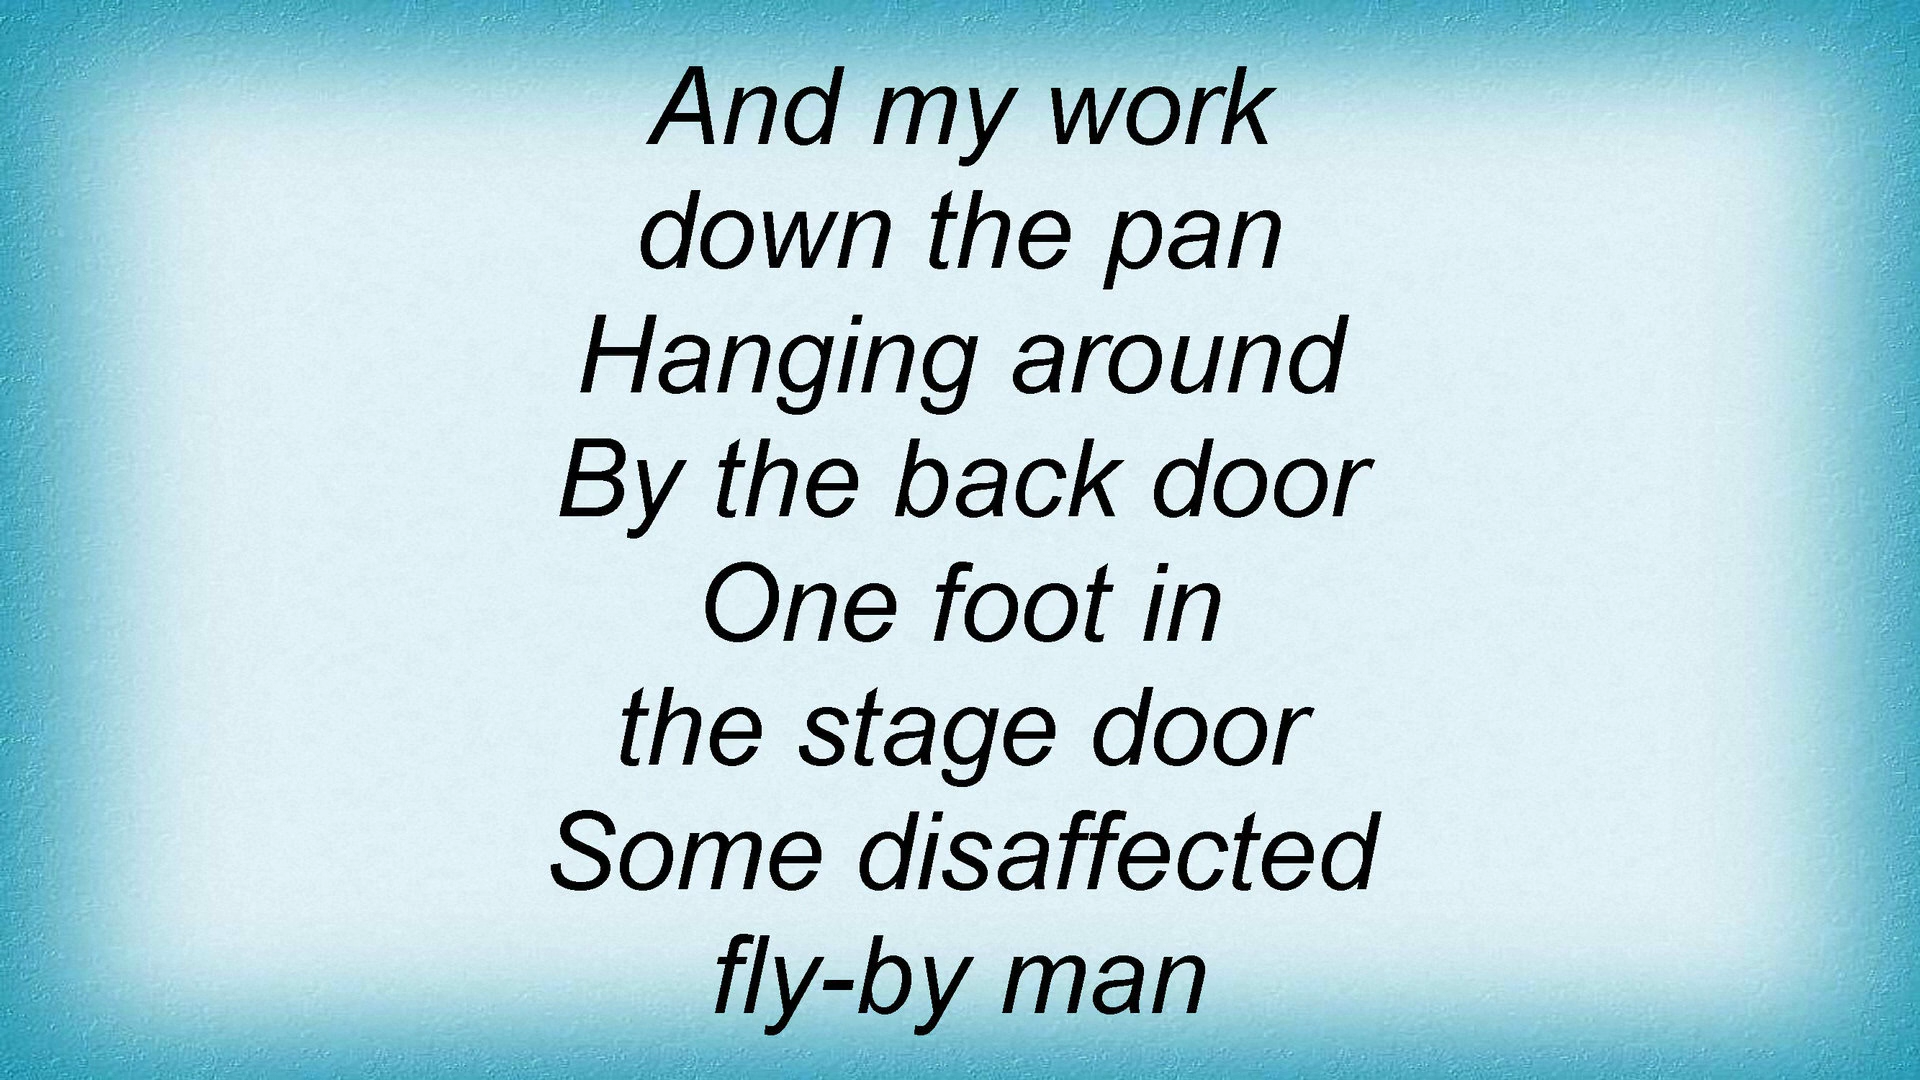 And my work
down the pan
Hanging around
By the back door
One foot in
the stage door
Some disaffected
fly-by man